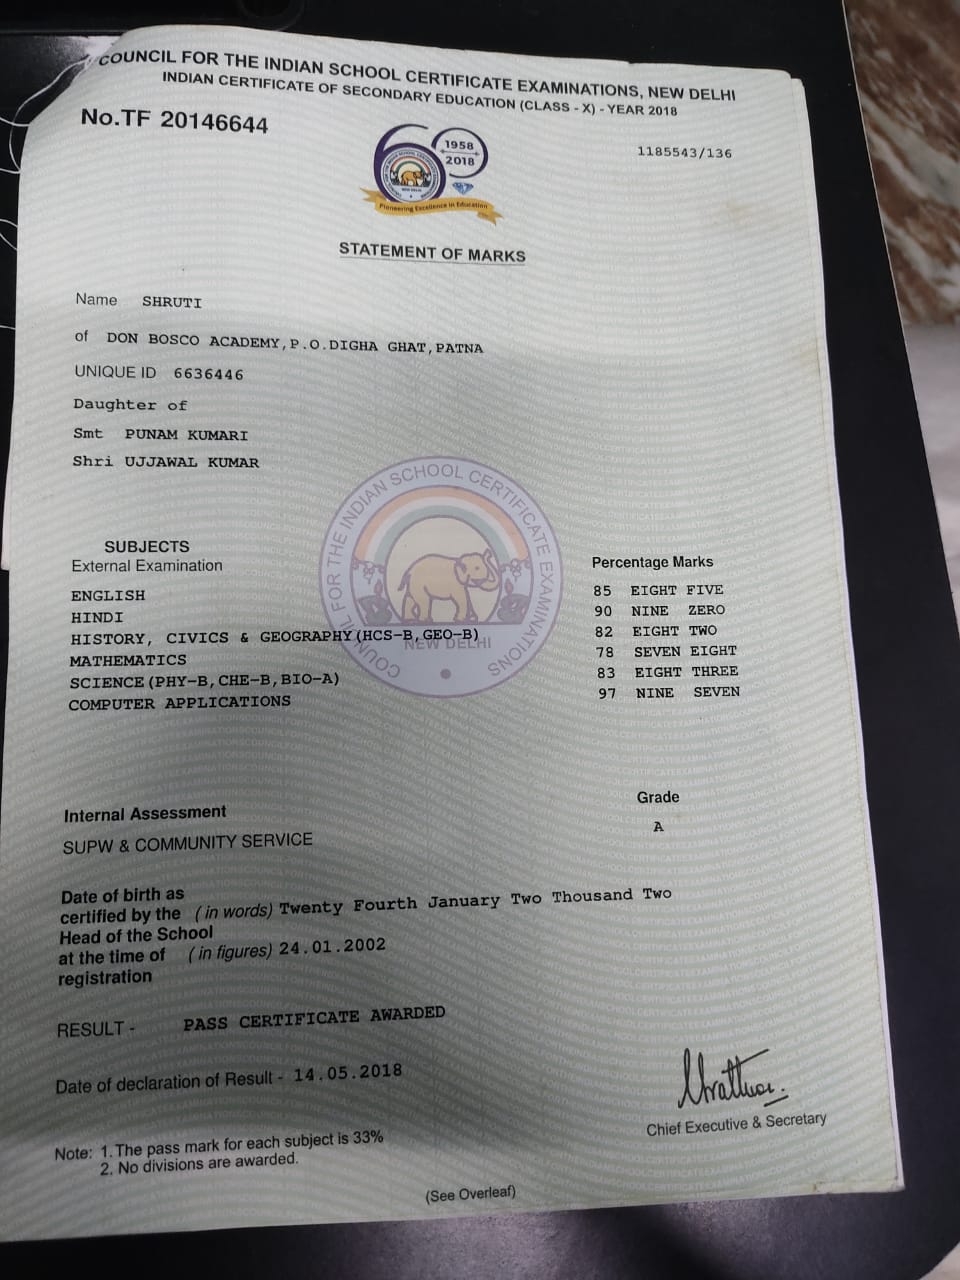 COUNCIL FOR THE INDIAN SCHOOL CERTIFICATE EXAMINATIONS, NEW DELHI
INDIAN CERTIFICATE OF SECONDARY EDUCATION (CLASS - X) - YEAR 2018
No.TF 20146644
1185543/136
1958
2018
NEW DELHI
Pioneering Excellence in Education
STATEMENT OF MARKS
Name SHRUTI
of DON BOSCO ACADEMY,P.O.DIGHA GHAT,PATNA
UNIQUE ID 6636446
Daughter of
Smt PUNAM KUMARI
Shri UJJAWAL KUMAR
COUNCIL FOR THE INDIAN SCHOOL CERTIFICATE EXAMINATIONS
NEW DELHI
SUBJECTS
External Examination Percentage Marks
ENGLISH 85 EIGHT FIVE
HINDI 90 NINE ZERO
HISTORY, CIVICS & GEOGRAPHY(HCS-B,GEO-B) 82 EIGHT TWO
MATHEMATICS 78 SEVEN EIGHT
SCIENCE(PHY-B,CHE-B,BIO-A) 83 EIGHT THREE
COMPUTER APPLICATIONS 97 NINE SEVEN
Internal Assessment Grade
SUPW & COMMUNITY SERVICE A
Date of birth as
certified by the (in words) Twenty Fourth January Two Thousand Two
Head of the School
at the time of (in figures) 24.01.2002
registration
RESULT - PASS CERTIFICATE AWARDED
Date of declaration of Result - 14.05.2018
Chief Executive & Secretary
Note: 1. The pass mark for each subject is 33%
2. No divisions are awarded.
(See Overleaf)